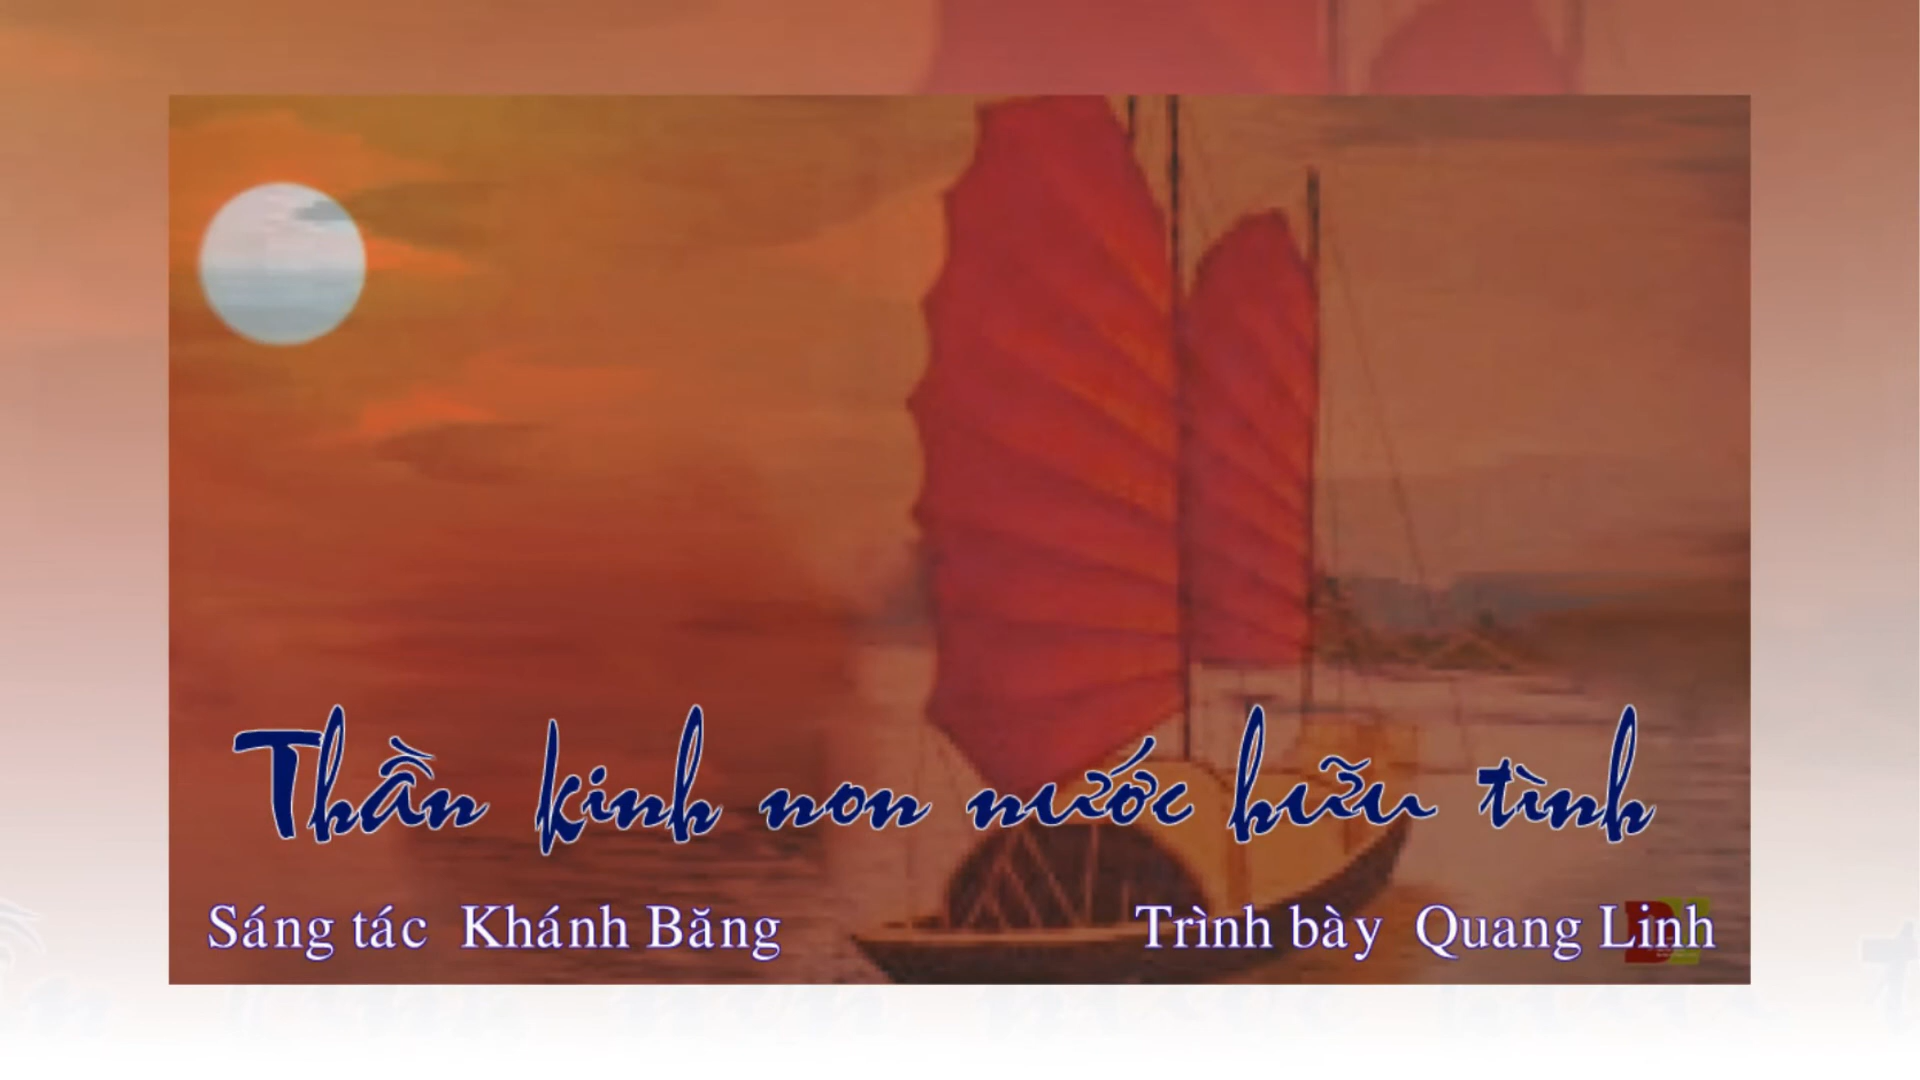 Thần kinh non nước hữu tình
Sáng tác Khánh Băng
Trình bày Quang Linh